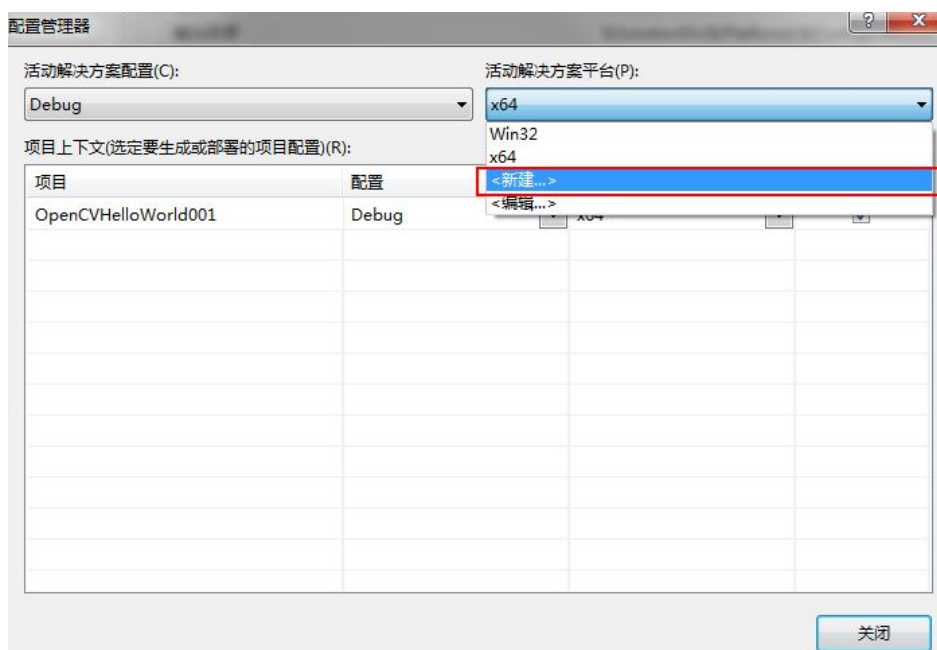 配置管理器
活动解决方案配置(C):
活动解决方案平台(P):
Debug
x64
Win32
x64
<新建...>
<编辑...>
项目上下文(选定要生成或部署的项目配置)(R):
项目
配置
OpenCVHelloWorld001
Debug
x64
关闭